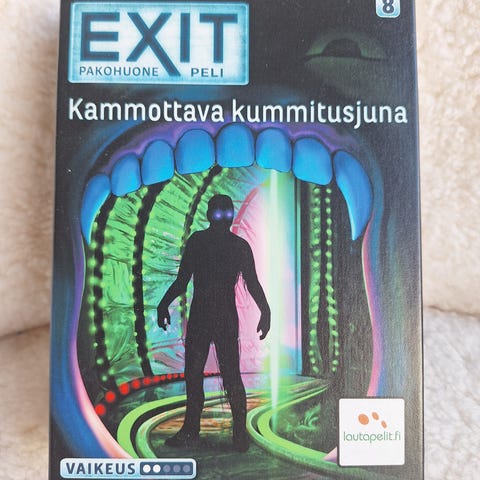 EXIT
8
PAKOHUONE PELI
Kammottava kummitusjuna
lautapelit.fi
VAIKEUS